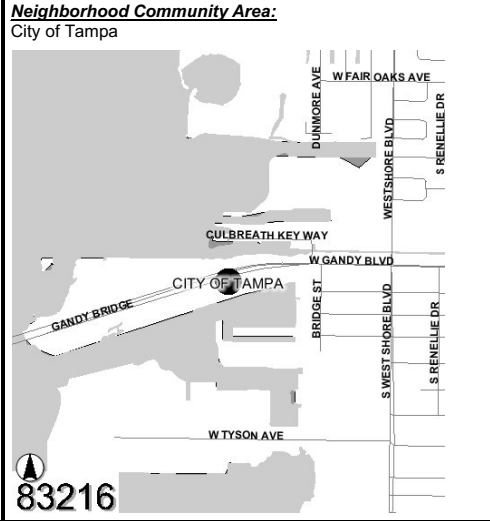 Neighborhood Community Area:
City of Tampa
W FAIR OAKS AVE
DUNMORE AVE
WESTSHORE BLVD
S RENELLIE DR
CULBREATH KEY WAY
W GANDY BLVD
CITY OF TAMPA
GANDY BRIDGE
BRIDGE ST
S WEST SHORE BLVD
S RENELLIE DR
W TYSON AVE
83216